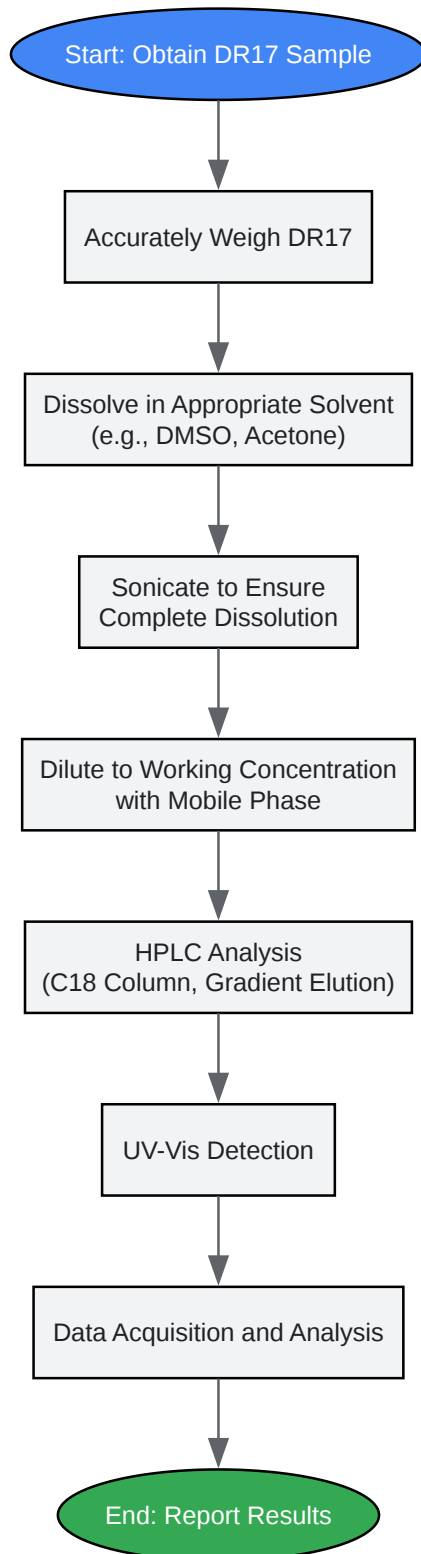 Start: Obtain DR17 Sample
Accurately Weigh DR17
Dissolve in Appropriate Solvent
(e.g., DMSO, Acetone)
Sonicate to Ensure
Complete Dissolution
Dilute to Working Concentration
with Mobile Phase
HPLC Analysis
(C18 Column, Gradient Elution)
UV-Vis Detection
Data Acquisition and Analysis
End: Report Results